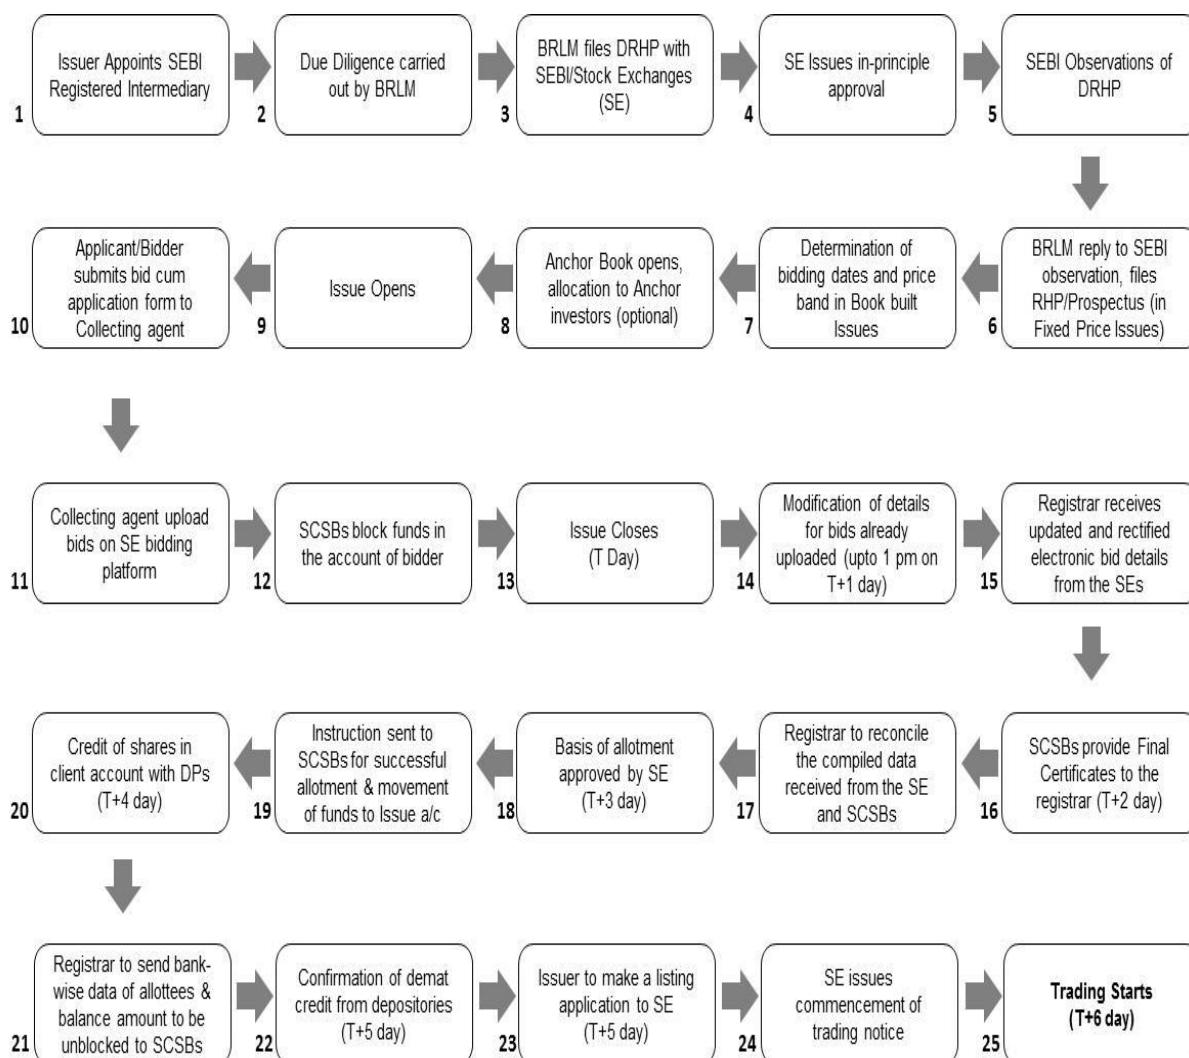 1
Issuer Appoints SEBI
Registered Intermediary
2
Due Diligence carried
out by BRLM
3
BRLM files DRHP with
SEBI/Stock Exchanges
(SE)
4
SE Issues in-principle
approval
5
SEBI Observations of
DRHP
6
BRLM reply to SEBI
observation, files
RHP/Prospectus (in
Fixed Price Issues)
7
Determination of
bidding dates and price
band in Book built
Issues
8
Anchor Book opens,
allocation to Anchor
investors (optional)
9
Issue Opens
10
Applicant/Bidder
submits bid cum
application form to
Collecting agent
11
Collecting agent upload
bids on SE bidding
platform
12
SCSBs block funds in
the account of bidder
13
Issue Closes
(T Day)
14
Modification of details
for bids already
uploaded (upto 1 pm on
T+1 day)
15
Registrar receives
updated and rectified
electronic bid details
from the SEs
16
SCSBs provide Final
Certificates to the
registrar (T+2 day)
17
Registrar to reconcile
the compiled data
received from the SE
and SCSBs
18
Basis of allotment
approved by SE
(T+3 day)
19
Instruction sent to
SCSBs for successful
allotment & movement
of funds to Issue a/c
20
Credit of shares in
client account with DPs
(T+4 day)
21
Registrar to send bank-
wise data of allottees &
balance amount to be
unblocked to SCSBs
22
Confirmation of demat
credit from depositories
(T+5 day)
23
Issuer to make a listing
application to SE
(T+5 day)
24
SE issues
commencement of
trading notice
25
Trading Starts
(T+6 day)